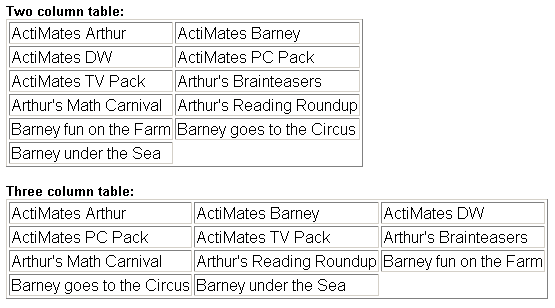 Two column table:
ActiMates Arthur ActiMates Barney
ActiMates DW ActiMates PC Pack
ActiMates TV Pack Arthur's Brainteasers
Arthur's Math Carnival Arthur's Reading Roundup
Barney fun on the Farm Barney goes to the Circus
Barney under the Sea
Three column table:
ActiMates Arthur ActiMates Barney ActiMates DW
ActiMates PC Pack ActiMates TV Pack Arthur's Brainteasers
Arthur's Math Carnival Arthur's Reading Roundup Barney fun on the Farm
Barney goes to the Circus Barney under the Sea